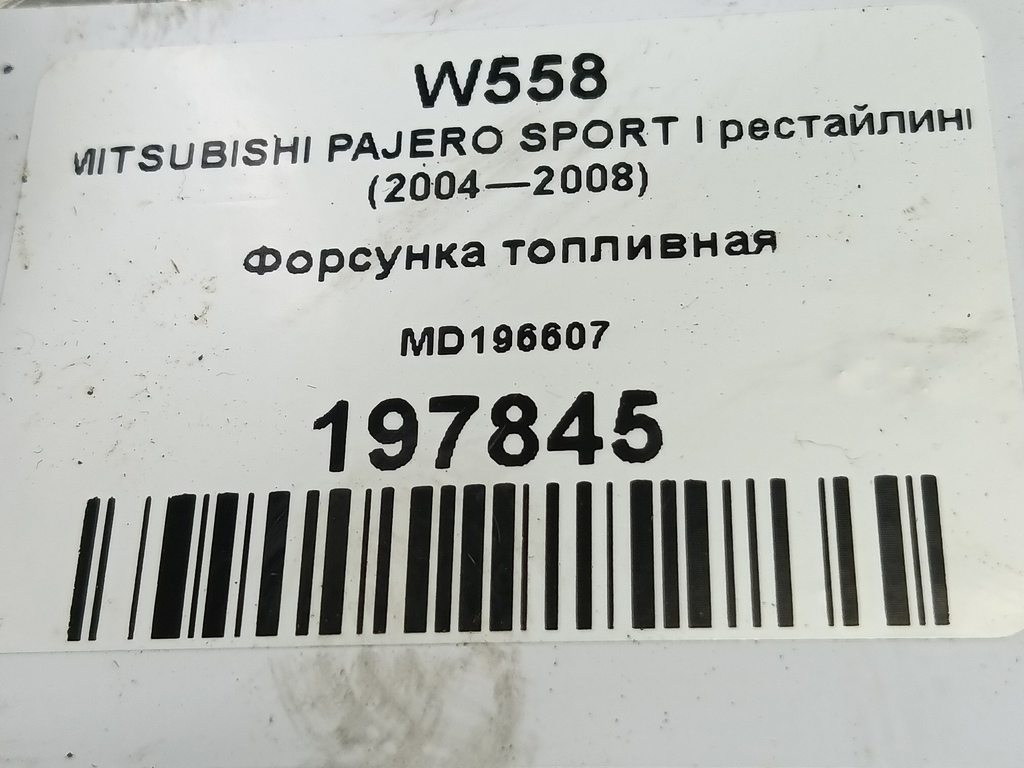 W558
MITSUBISHI PAJERO SPORT I рестайлинг
(2004—2008)
Форсунка топливная
MD196607
197845